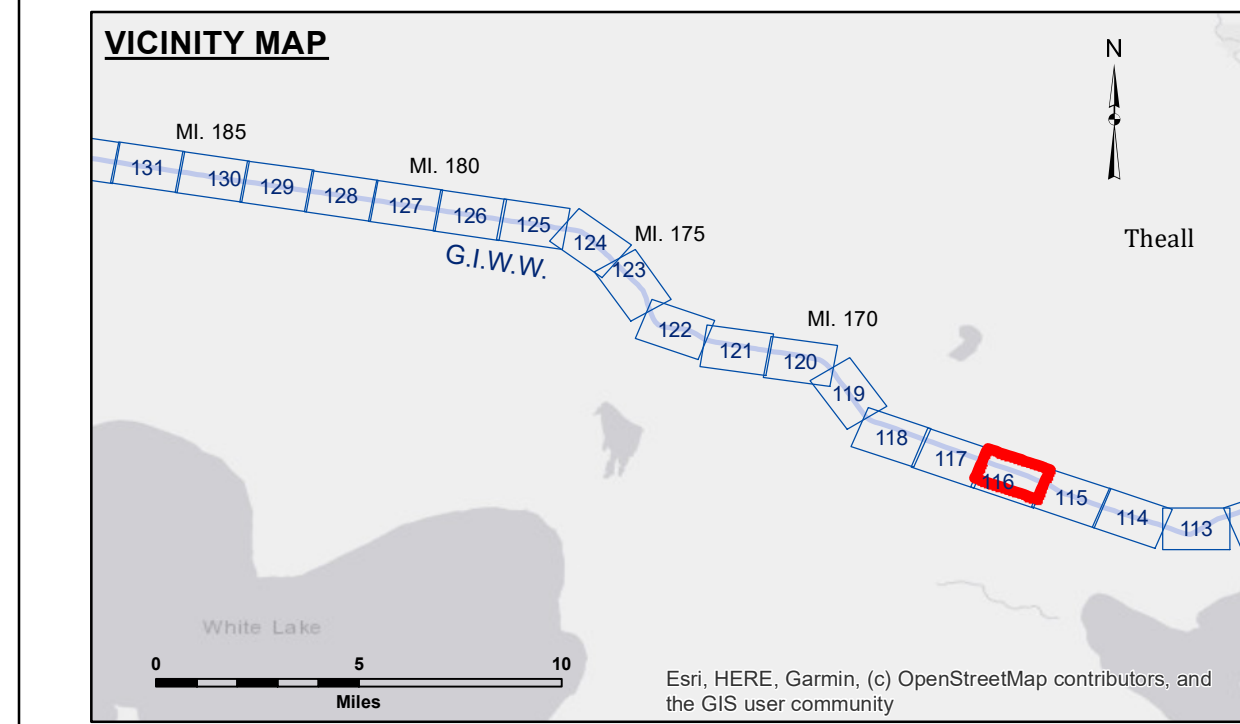 VICINITY MAP
N
MI. 185
MI. 180
MI. 175
MI. 170
131
130
129
128
127
126
125
124
123
122
121
120
119
118
117
116
115
114
113
G.I.W.W.
Theall
White Lake
0 5 10
Miles
Esri, HERE, Garmin, (c) OpenStreetMap contributors, and
the GIS user community